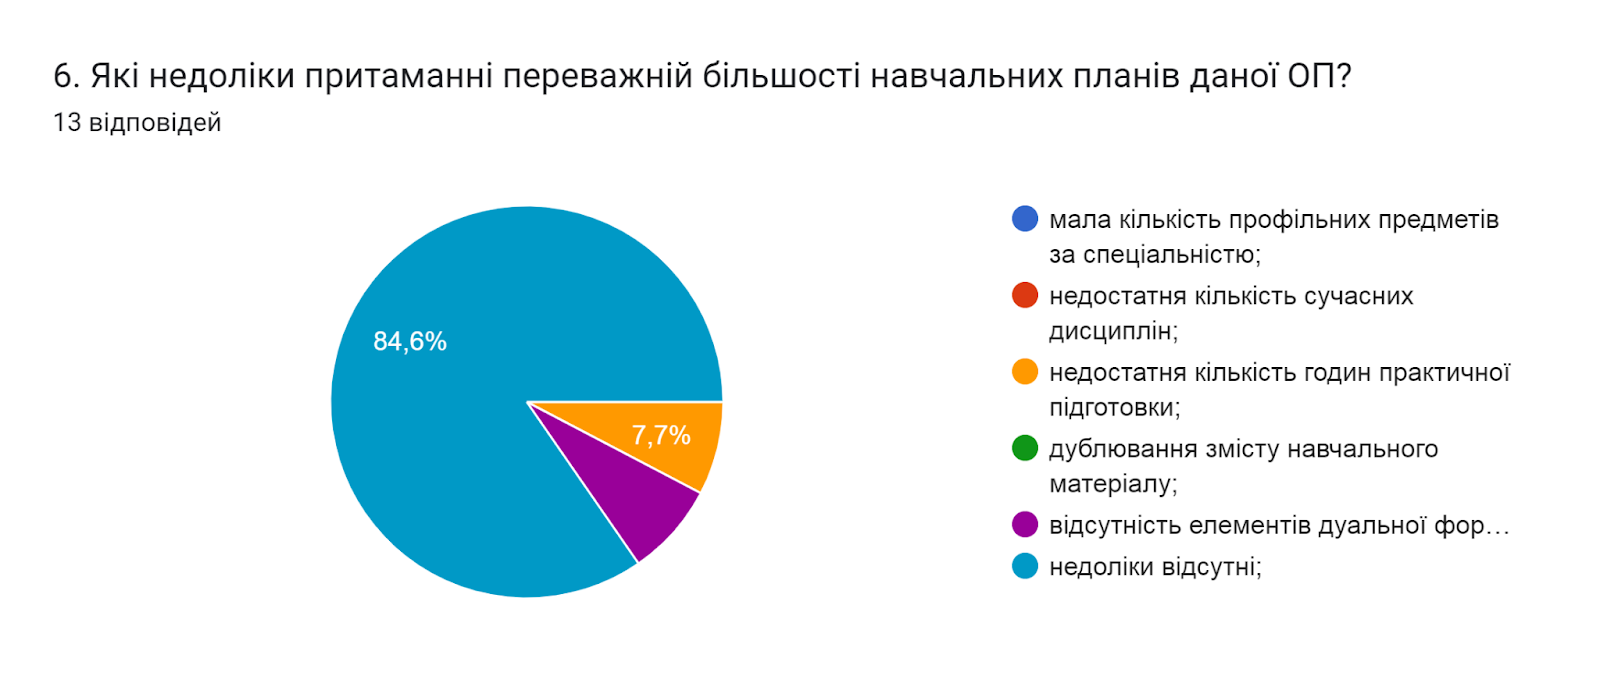 6. Які недоліки притаманні переважній більшості навчальних планів даної ОП?
13 відповідей
84,6%
7,7%
мала кількість профільних предметів
за спеціальністю;
недостатня кількість сучасних
дисциплін;
недостатня кількість годин практичної
підготовки;
дублювання змісту навчального
матеріалу;
відсутність елементів дуальної фор…
недоліки відсутні;